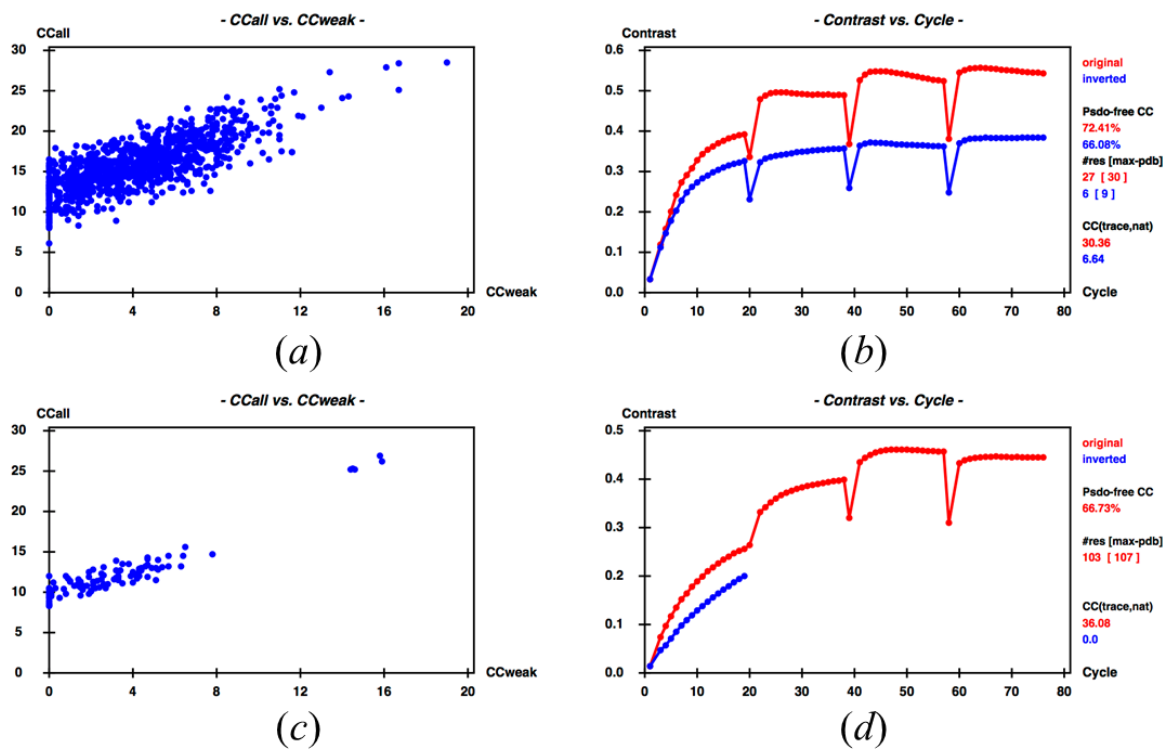 - CCall vs. CCweak -
CCall
30
25
20
15
10
5
0
0 4 8 12 16 20
CCweak
(a)
- Contrast vs. Cycle -
Contrast
0.6
0.5
0.4
0.3
0.2
0.1
0.0
0 10 20 30 40 50 60 70 80
Cycle
original
inverted
Psdo-free CC
72.41%
66.08%
#res [max-pdb]
27 [ 30 ]
6 [ 9 ]
CC(trace,nat)
30.36
6.64
(b)
- CCall vs. CCweak -
CCall
30
25
20
15
10
5
0
0 4 8 12 16 20
CCweak
(c)
- Contrast vs. Cycle -
Contrast
0.5
0.4
0.3
0.2
0.1
0.0
0 10 20 30 40 50 60 70 80
Cycle
original
inverted
Psdo-free CC
66.73%
#res [max-pdb]
103 [ 107 ]
CC(trace,nat)
36.08
0.0
(d)